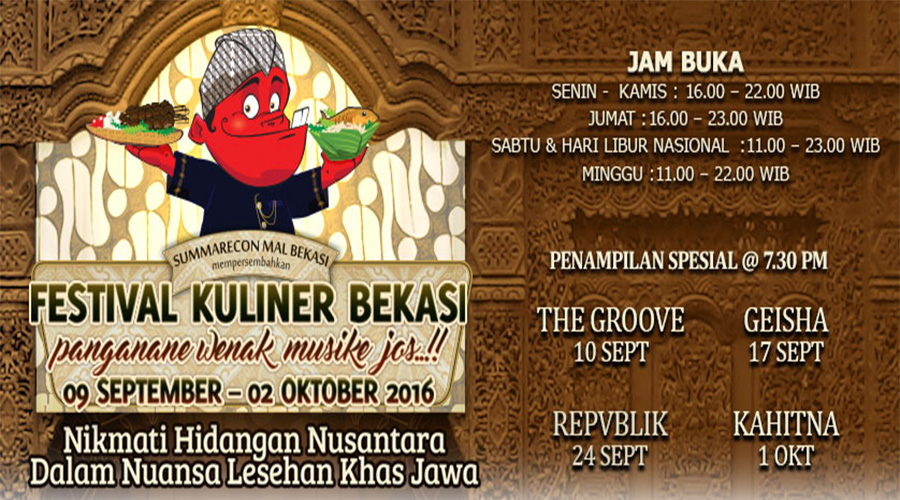 SUMMARECON MAL BEKASI
mempersembahkan
FESTIVAL KULINER BEKASI
panganane wenak musike jos...!!
09 SEPTEMBER – 02 OKTOBER 2016
Nikmati Hidangan Nusantara
Dalam Nuansa Lesehan Khas Jawa
JAM BUKA
SENIN - KAMIS : 16.00 – 22.00 WIB
JUMAT : 16.00 – 23.00 WIB
SABTU & HARI LIBUR NASIONAL : 11.00 – 23.00 WIB
MINGGU : 11.00 – 22.00 WIB
PENAMPILAN SPESIAL @ 7.30 PM
THE GROOVE
10 SEPT
GEISHA
17 SEPT
REPVBLIK
24 SEPT
KAHITNA
1 OKT